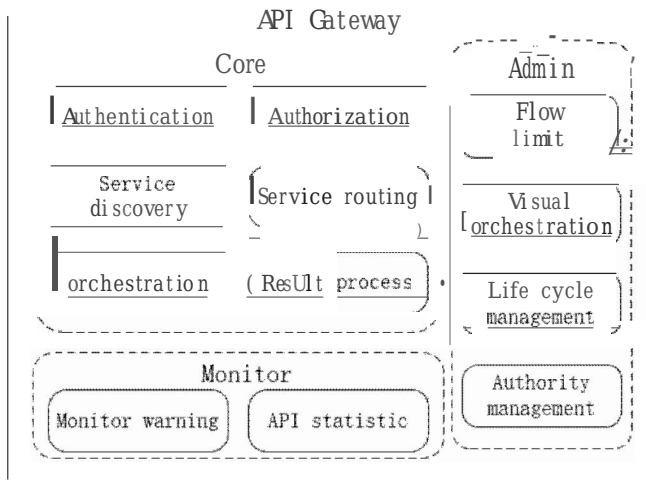 API Gateway
Core
Authentication
Authorization
Service
discovery
Service routing
orchestration
ResUlt process
Monitor
Monitor warning
API statistic
Admin
Flow
limit
Visual
orchestration
Life cycle
management
Authority
management